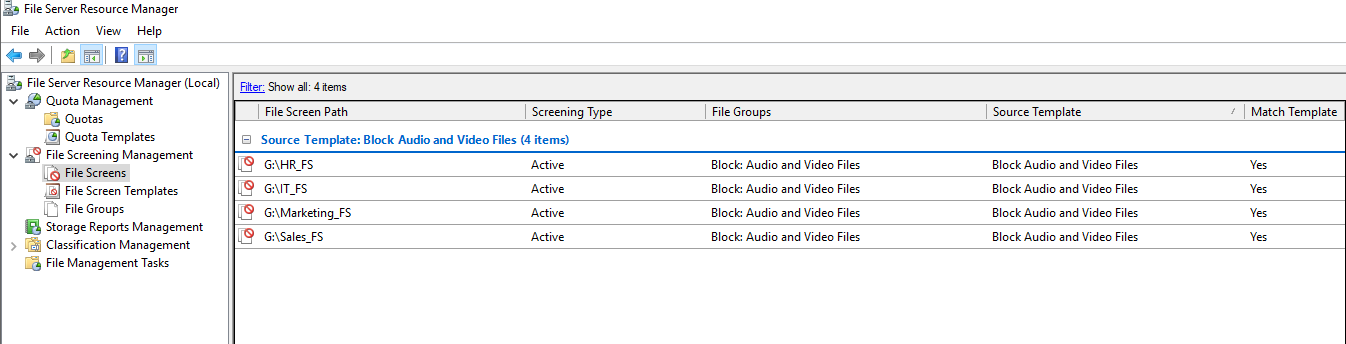 File Server Resource Manager
File Action View Help
File Server Resource Manager (Local)
Quota Management
Quotas
Quota Templates
File Screening Management
File Screens
File Screen Templates
File Groups
Storage Reports Management
Classification Management
File Management Tasks
Filter: Show all: 4 items
File Screen Path Screening Type File Groups Source Template Match Template
Source Template: Block Audio and Video Files (4 items)
G:\HR_FS Active Block: Audio and Video Files Block Audio and Video Files Yes
G:\IT_FS Active Block: Audio and Video Files Block Audio and Video Files Yes
G:\Marketing_FS Active Block: Audio and Video Files Block Audio and Video Files Yes
G:\Sales_FS Active Block: Audio and Video Files Block Audio and Video Files Yes